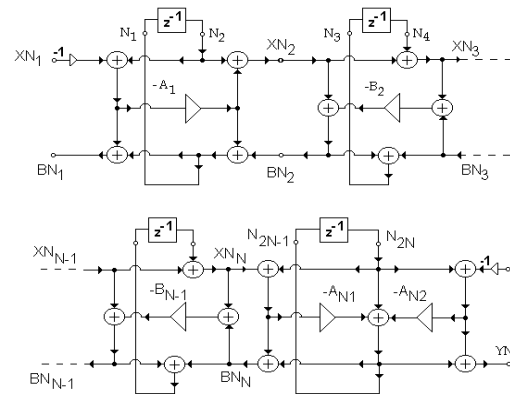 z-1
z-1
N1 N2 XN2 N3 N4 XN3
XN1 -1
-A1 -B2
BN1 BN2 BN3
z-1
z-1
XNN-1 XNN N2N-1 N2N
-1
-BN-1 -AN1 -AN2
YN
BNN-1 BNN